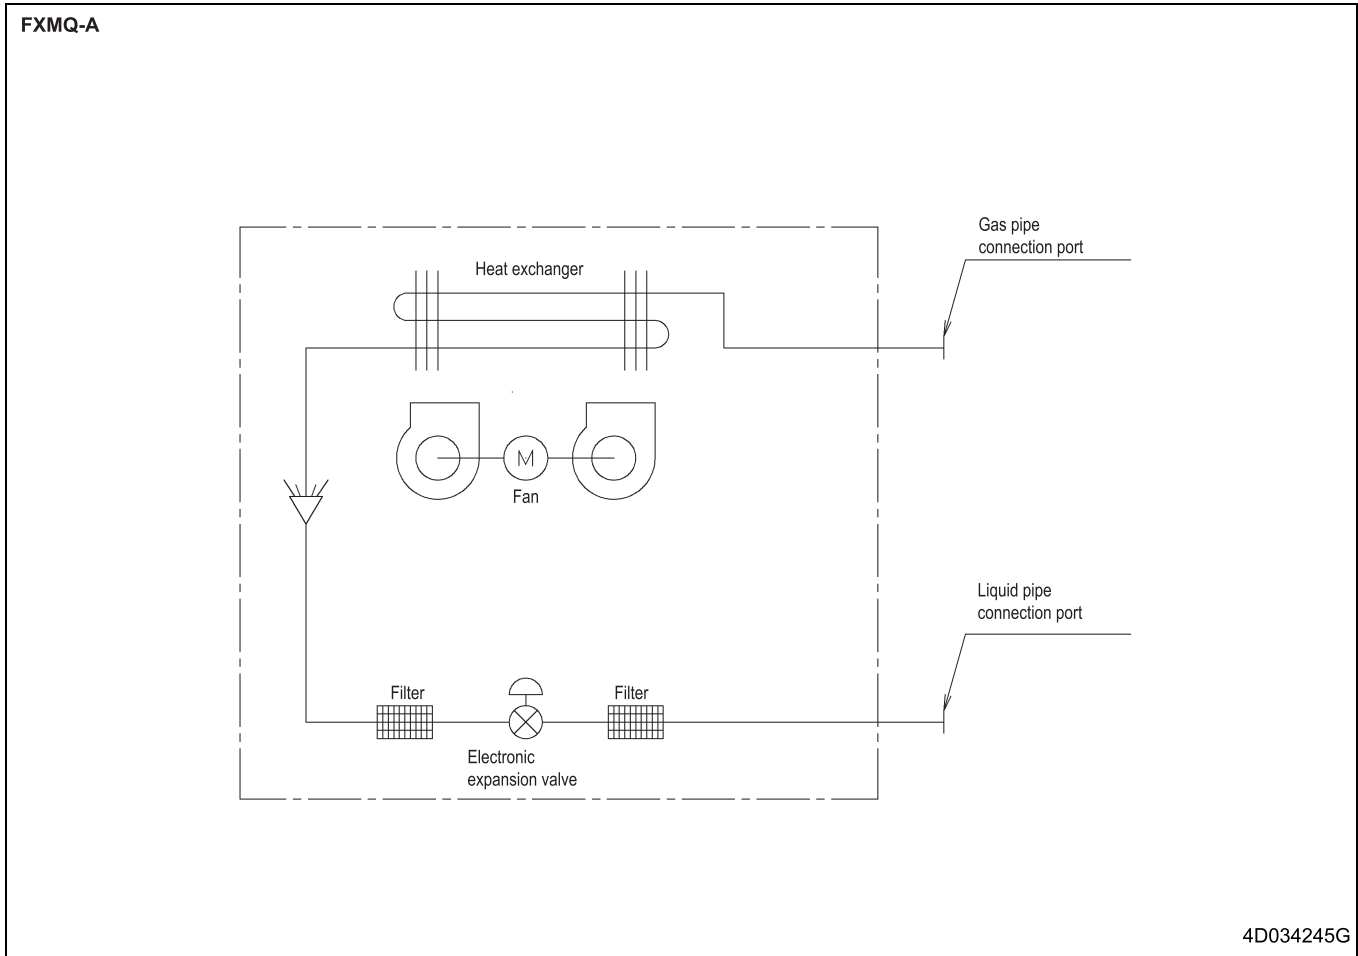 FXMQ-A
Gas pipe
connection port
Heat exchanger
M
Fan
Liquid pipe
connection port
Filter
Filter
Electronic
expansion valve
4D034245G